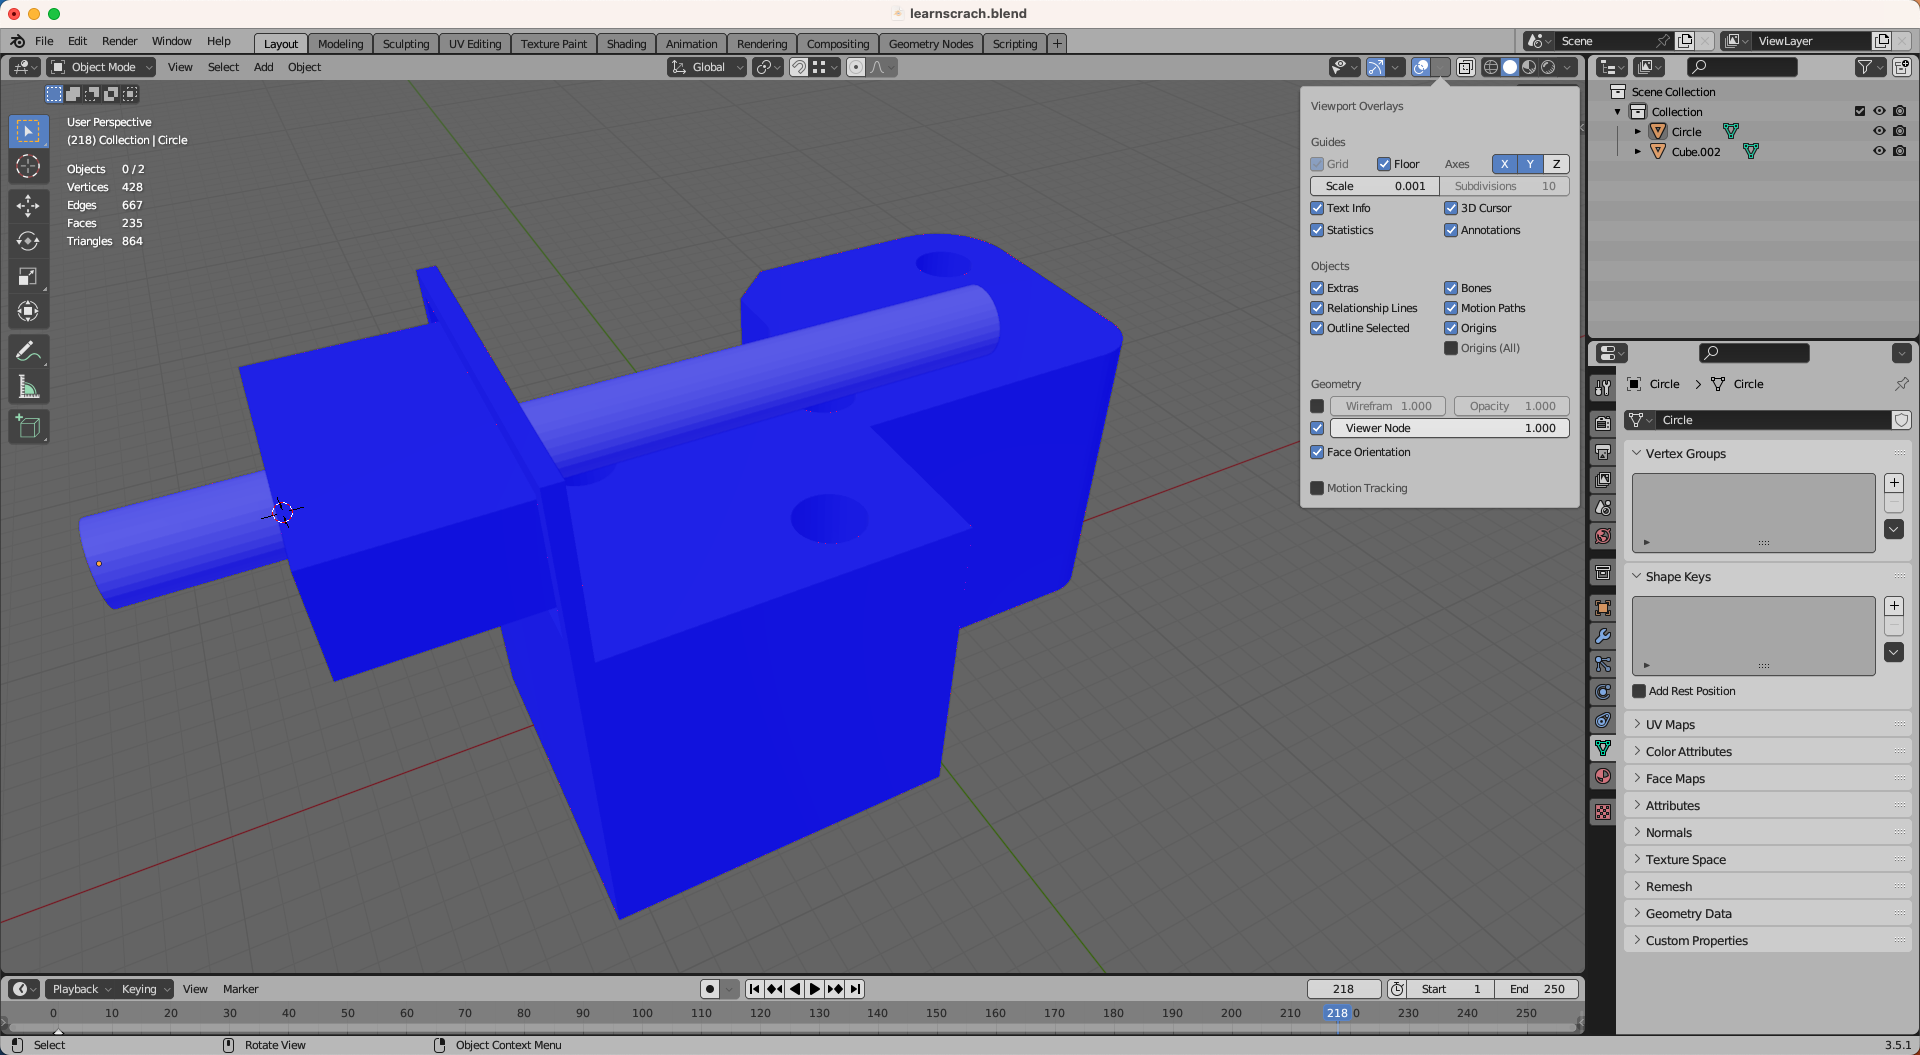 learnscrach.blend
File Edit Render Window Help
Layout Modeling Sculpting UV Editing Texture Paint Shading Animation Rendering Compositing Geometry Nodes Scripting +
Scene
ViewLayer
Object Mode View Select Add Object
Global
User Perspective
(218) Collection | Circle
Objects 0 / 2
Vertices 428
Edges 667
Faces 235
Triangles 864
Viewport Overlays
Guides
Grid Floor Axes X Y Z
Scale 0.001 Subdivisions 10
Text Info 3D Cursor
Statistics Annotations
Objects
Extras Bones
Relationship Lines Motion Paths
Outline Selected Origins
Origins (All)
Geometry
Wirefram 1.000 Opacity 1.000
Viewer Node 1.000
Face Orientation
Motion Tracking
Scene Collection
Collection
Circle
Cube.002
Circle > Circle
Circle
Vertex Groups
Shape Keys
Add Rest Position
UV Maps
Color Attributes
Face Maps
Attributes
Normals
Texture Space
Remesh
Geometry Data
Custom Properties
Playback Keying View Marker
218 Start 1 End 250
0 10 20 30 40 50 60 70 80 90 100 110 120 130 140 150 160 170 180 190 200 210 218 0 230 240 250
Select Rotate View Object Context Menu 3.5.1